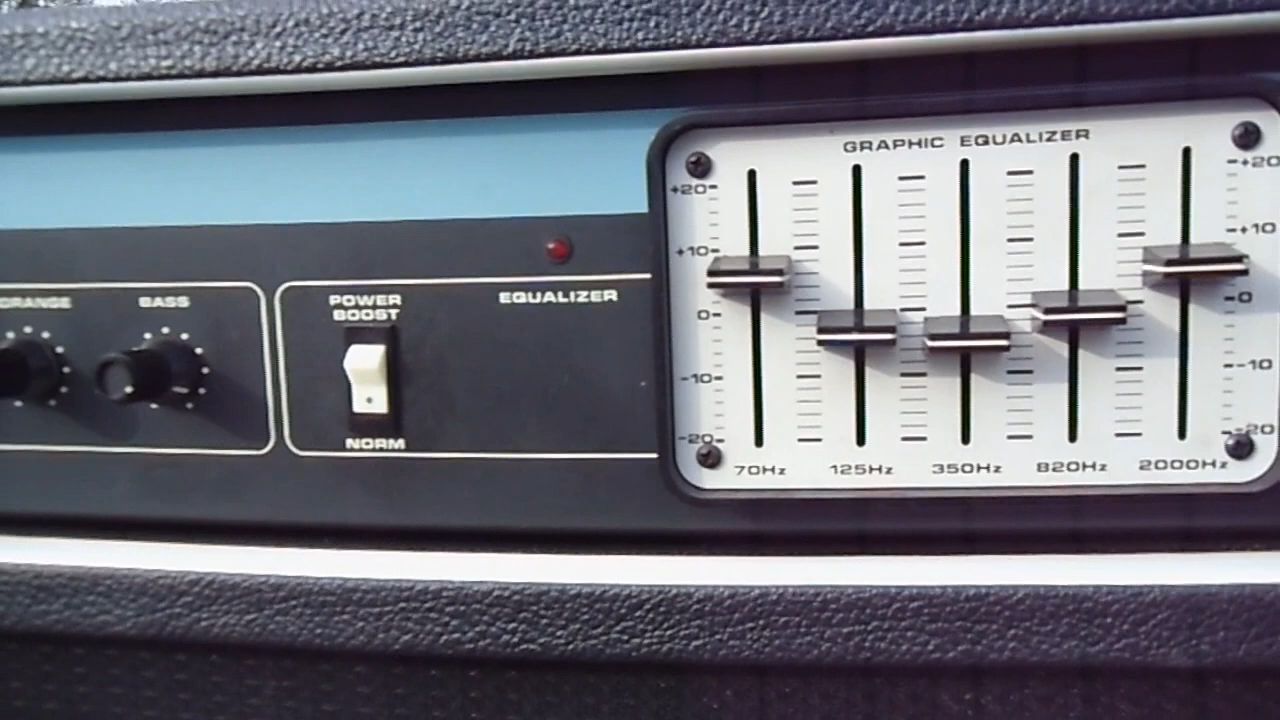 GRAPHIC EQUALIZER
+20
+10
0
-10
-20
+20
+10
0
-10
-20
70Hz 125Hz 350Hz 820Hz 2000Hz
BASS
POWER
BOOST
EQUALIZER
NORM